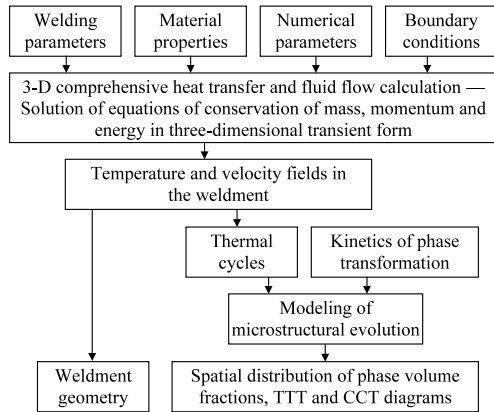 Welding
parameters
Material
properties
Numerical
parameters
Boundary
conditions
3-D comprehensive heat transfer and fluid flow calculation —
Solution of equations of conservation of mass, momentum and
energy in three-dimensional transient form
Temperature and velocity fields in
the weldment
Thermal
cycles
Kinetics of phase
transformation
Modeling of
microstructural evolution
Weldment
geometry
Spatial distribution of phase volume
fractions, TTT and CCT diagrams